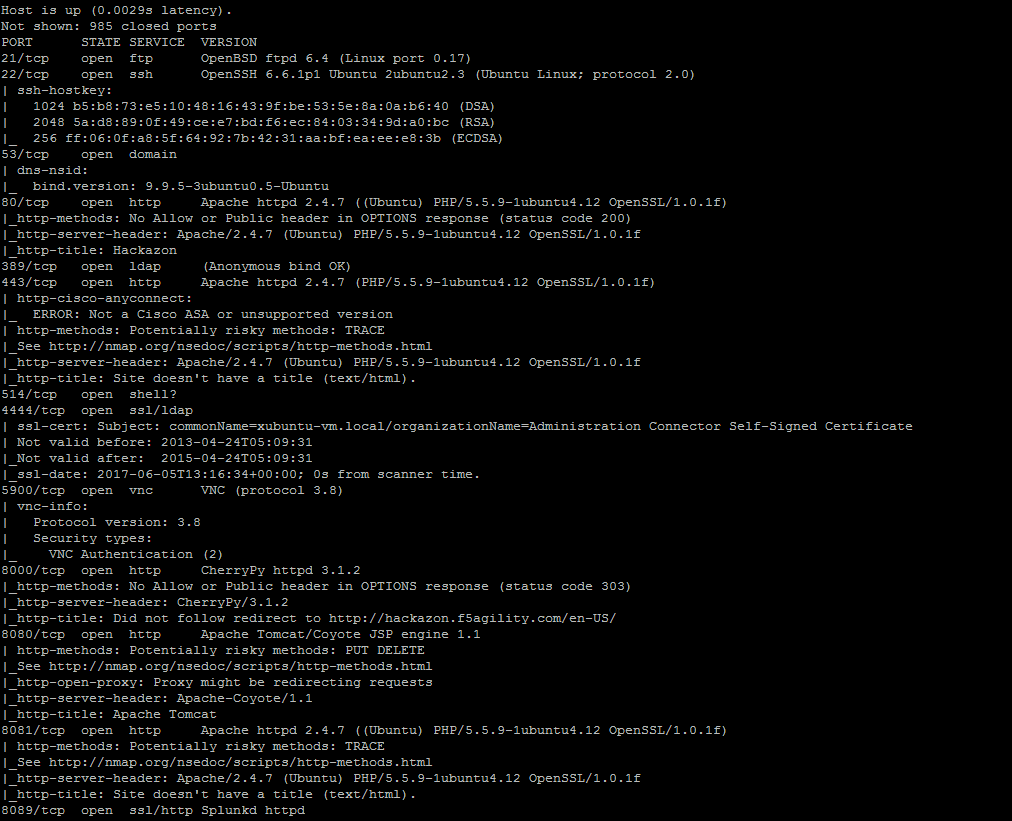 Host is up (0.0029s latency).
Not shown: 985 closed ports
PORT     STATE SERVICE  VERSION
21/tcp   open  ftp      OpenBSD ftpd 6.4 (Linux port 0.17)
22/tcp   open  ssh      OpenSSH 6.6.1p1 Ubuntu 2ubuntu2.3 (Ubuntu Linux; protocol 2.0)
| ssh-hostkey:
|   1024 b5:b8:73:e5:10:48:16:43:9f:be:53:5e:8a:0a:b6:40 (DSA)
|   2048 5a:d8:89:0f:49:ce:e7:bd:f6:ec:84:03:34:9d:a0:bc (RSA)
|_  256 ff:06:0f:a8:5f:64:92:7b:42:31:aa:bf:ea:ee:e8:3b (ECDSA)
53/tcp   open  domain
| dns-nsid:
|_  bind.version: 9.9.5-3ubuntu0.5-Ubuntu
80/tcp   open  http     Apache httpd 2.4.7 ((Ubuntu) PHP/5.5.9-1ubuntu4.12 OpenSSL/1.0.1f)
|_http-methods: No Allow or Public header in OPTIONS response (status code 200)
|_http-server-header: Apache/2.4.7 (Ubuntu) PHP/5.5.9-1ubuntu4.12 OpenSSL/1.0.1f
|_http-title: Hackazon
389/tcp  open  ldap     (Anonymous bind OK)
443/tcp  open  http     Apache httpd 2.4.7 (PHP/5.5.9-1ubuntu4.12 OpenSSL/1.0.1f)
| http-cisco-anyconnect:
|_  ERROR: Not a Cisco ASA or unsupported version
| http-methods: Potentially risky methods: TRACE
|_See http://nmap.org/nsedoc/scripts/http-methods.html
|_http-server-header: Apache/2.4.7 (Ubuntu) PHP/5.5.9-1ubuntu4.12 OpenSSL/1.0.1f
|_http-title: Site doesn't have a title (text/html).
514/tcp  open  shell?
4444/tcp open  ssl/ldap
| ssl-cert: Subject: commonName=xubuntu-vm.local/organizationName=Administration Connector Self-Signed Certificate
| Not valid before: 2013-04-24T05:09:31
|_Not valid after:  2015-04-24T05:09:31
|_ssl-date: 2017-06-05T13:16:34+00:00; 0s from scanner time.
5900/tcp open  vnc      VNC (protocol 3.8)
| vnc-info:
|   Protocol version: 3.8
|   Security types:
|_    VNC Authentication (2)
8000/tcp open  http     CherryPy httpd 3.1.2
|_http-methods: No Allow or Public header in OPTIONS response (status code 303)
|_http-server-header: CherryPy/3.1.2
|_http-title: Did not follow redirect to http://hackazon.f5agility.com/en-US/
8080/tcp open  http     Apache Tomcat/Coyote JSP engine 1.1
| http-methods: Potentially risky methods: PUT DELETE
|_See http://nmap.org/nsedoc/scripts/http-methods.html
|_http-open-proxy: Proxy might be redirecting requests
|_http-server-header: Apache-Coyote/1.1
|_http-title: Apache Tomcat
8081/tcp open  http     Apache httpd 2.4.7 ((Ubuntu) PHP/5.5.9-1ubuntu4.12 OpenSSL/1.0.1f)
| http-methods: Potentially risky methods: TRACE
|_See http://nmap.org/nsedoc/scripts/http-methods.html
|_http-server-header: Apache/2.4.7 (Ubuntu) PHP/5.5.9-1ubuntu4.12 OpenSSL/1.0.1f
|_http-title: Site doesn't have a title (text/html).
8089/tcp open  ssl/http Splunkd httpd